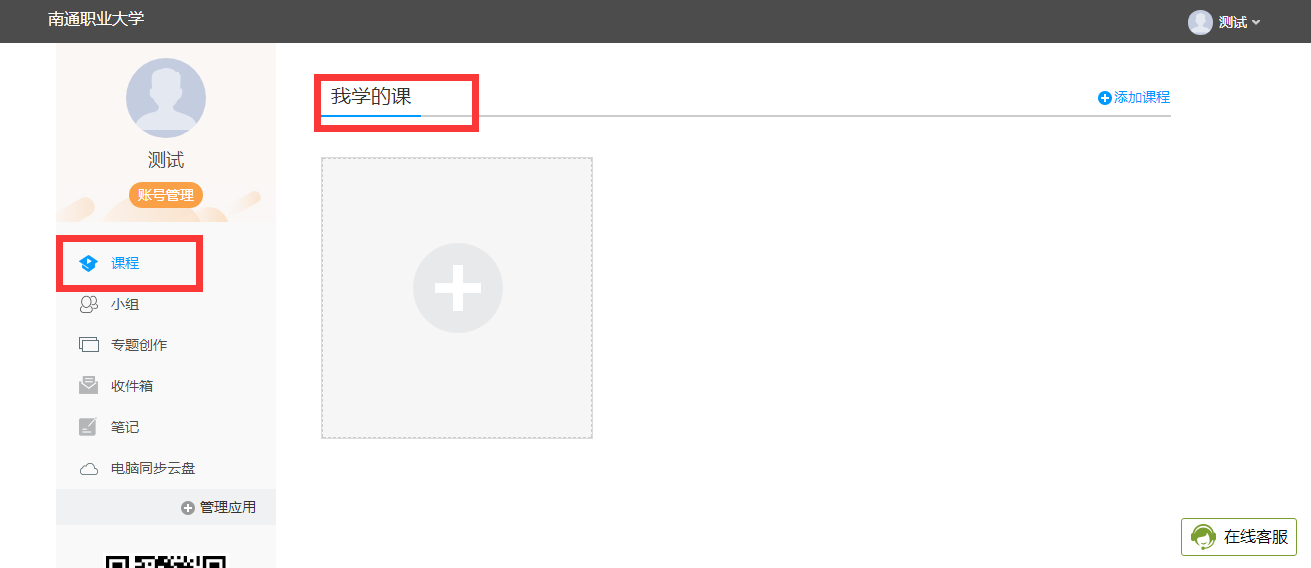 南通职业大学
测试
测试
账号管理
课程
小组
专题创作
收件箱
笔记
电脑同步云盘
管理应用
我学的课
添加课程
在线客服